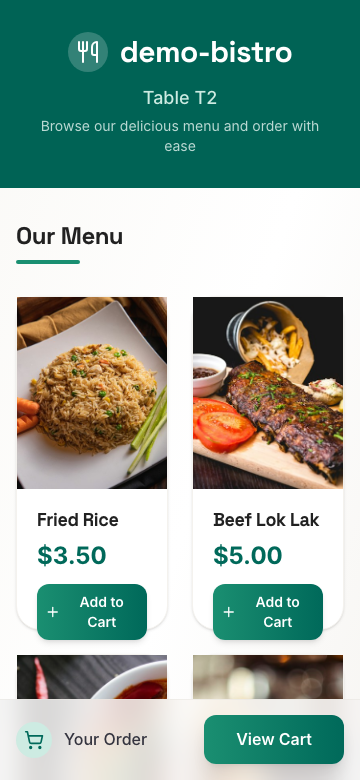 demo-bistro
Table T2
Browse our delicious menu and order with
ease
Our Menu
Fried Rice
$3.50
Add to
Cart
Beef Lok Lak
$5.00
Add to
Cart
Your Order
View Cart